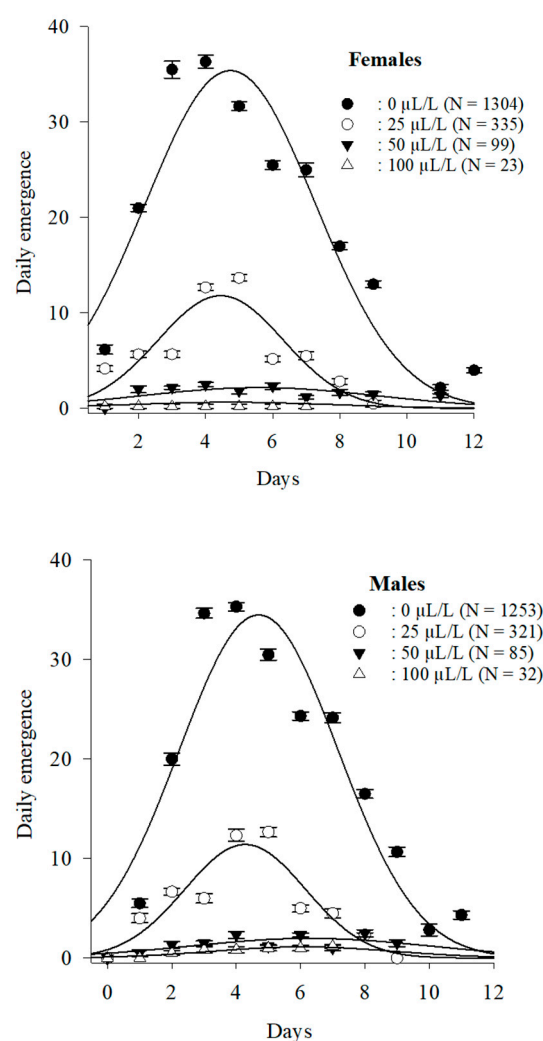 Females
: 0 µL/L (N = 1304)
: 25 µL/L (N = 335)
: 50 µL/L (N = 99)
: 100 µL/L (N = 23)
Daily emergence
40
30
20
10
0
2 4 6 8 10 12
Days
Males
: 0 µL/L (N = 1253)
: 25 µL/L (N = 321)
: 50 µL/L (N = 85)
: 100 µL/L (N = 32)
Daily emergence
40
30
20
10
0
0 2 4 6 8 10 12
Days